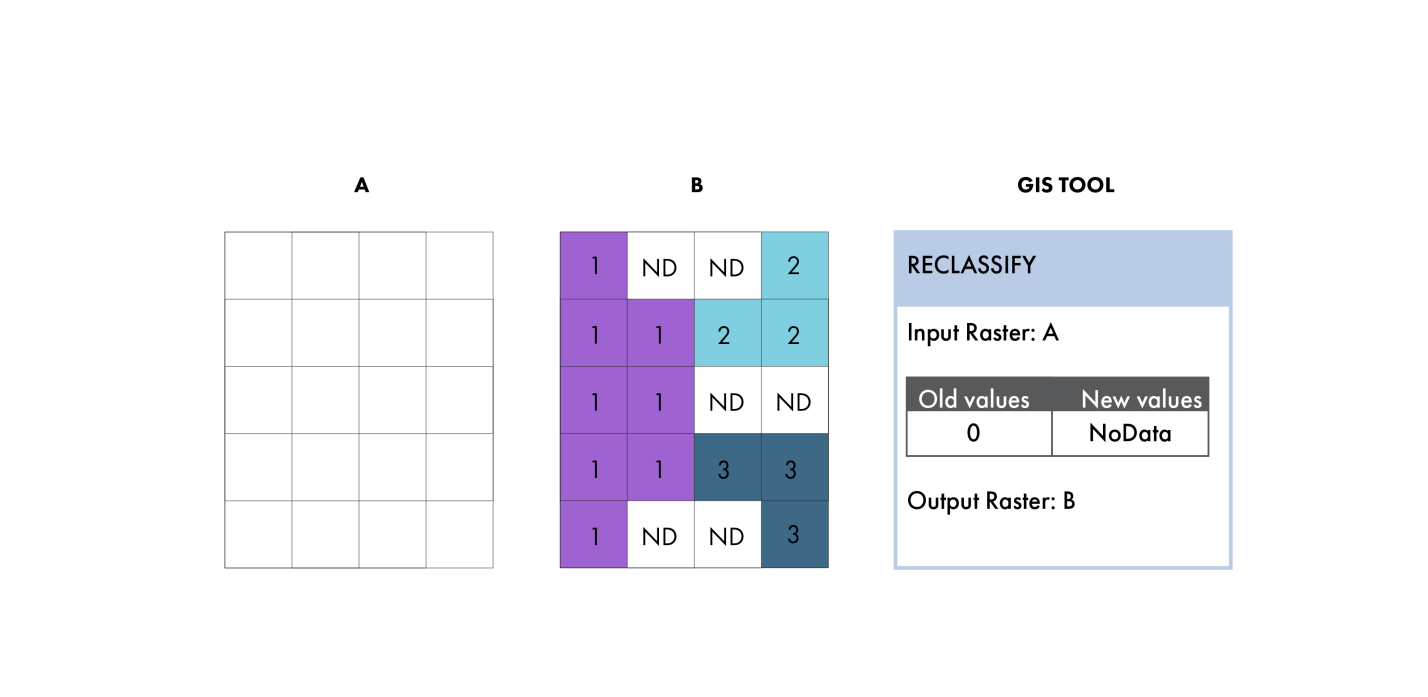 A B GIS TOOL
RECLASSIFY
1 ND ND 2
1 1 2 2
1 1 ND ND
1 1 3 3
1 ND ND 3
Input Raster: A
Old values New values
0 NoData
Output Raster: B